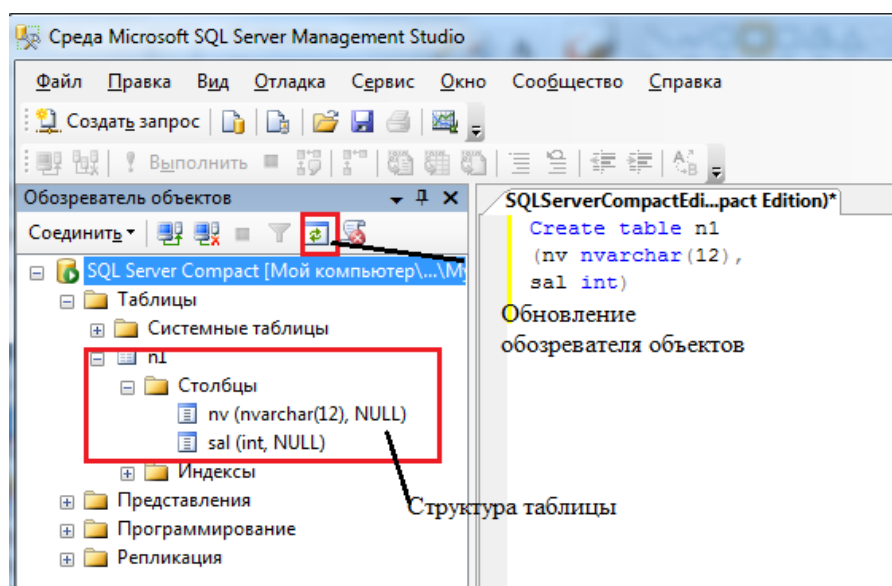 Среда Microsoft SQL Server Management Studio
Файл Правка Вид Отладка Сервис Окно Сообщество Справка
Создать запрос
Выполнить
Обозреватель объектов
Соединить
SQL Server Compact [Мой компьютер\...\My
Таблицы
Системные таблицы
n1
Столбцы
nv (nvarchar(12), NULL)
sal (int, NULL)
Индексы
Представления
Программирование
Репликация
SQLServerCompactEdi...pact Edition)*
Create table n1
(nv nvarchar(12),
sal int)
Обновление
обозревателя объектов
Структура таблицы